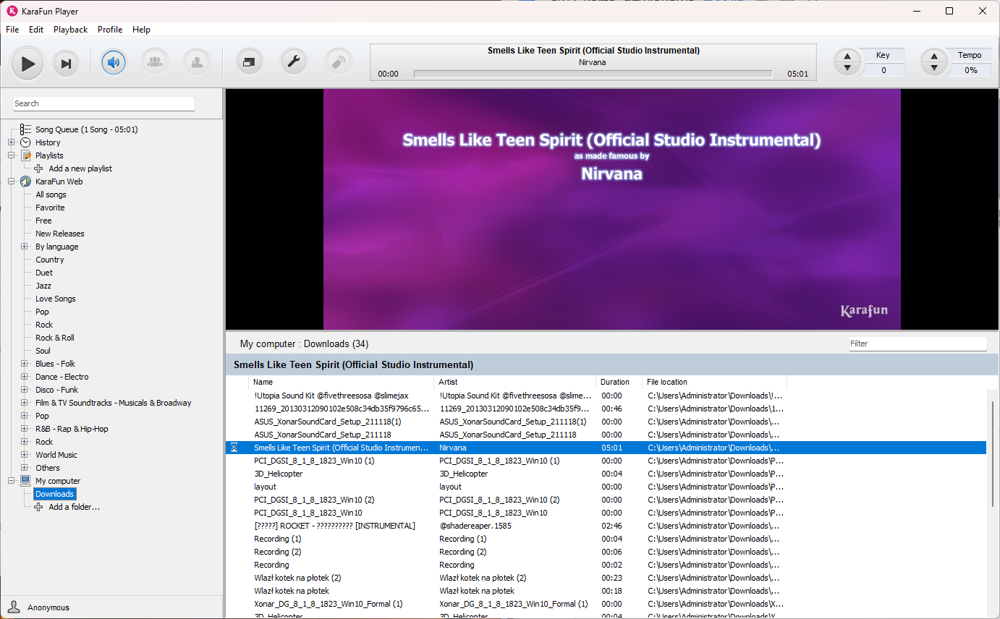 KaraFun Player
File Edit Playback Profile Help
Smells Like Teen Spirit (Official Studio Instrumental)
Nirvana
00:00 05:01
Key
0
Tempo
0%
Search
Song Queue (1 Song - 05:01)
History
Playlists
Add a new playlist
KaraFun Web
All songs
Favorite
Free
New Releases
By language
Country
Duet
Jazz
Love Songs
Pop
Rock
Rock & Roll
Soul
Blues - Folk
Dance - Electro
Disco - Funk
Film & TV Soundtracks - Musicals & Broadway
Pop
R&B - Rap & Hip-Hop
Rock
World Music
Others
My computer
Downloads
Add a folder...
Anonymous
Smells Like Teen Spirit (Official Studio Instrumental)
as made famous by
Nirvana
Karafun
My computer : Downloads (34)
Filter
Smells Like Teen Spirit (Official Studio Instrumental)
Name Artist Duration File location
!Utopia Sound Kit @fivethreesosa @slimejax !Utopia Sound Kit @fivethreesosa @slime... 00:00 C:\Users\Administrator\Downloads\!...
11269_20130312090102e508c34db35f9796c65... 11269_20130312090102e508c34db35f9... 00:46 C:\Users\Administrator\Downloads\1...
ASUS_XonarSoundCard_Setup_211118(1) ASUS_XonarSoundCard_Setup_211118(1) 00:00 C:\Users\Administrator\Downloads\...
ASUS_XonarSoundCard_Setup_211118 ASUS_XonarSoundCard_Setup_211118 00:00 C:\Users\Administrator\Downloads\...
Smells Like Teen Spirit (Official Studio Instrumen... Nirvana 05:01 C:\Users\Administrator\Downloads\...
PCI_DGSI_8_1_8_1823_Win10 (1) PCI_DGSI_8_1_8_1823_Win10 (1) 00:00 C:\Users\Administrator\Downloads\P...
3D_Helicopter 3D_Helicopter 00:04 C:\Users\Administrator\Downloads\P...
layout layout 00:00 C:\Users\Administrator\Downloads\P...
PCI_DGSI_8_1_8_1823_Win10 (2) PCI_DGSI_8_1_8_1823_Win10 (2) 00:00 C:\Users\Administrator\Downloads\P...
PCI_DGSI_8_1_8_1823_Win10 PCI_DGSI_8_1_8_1823_Win10 00:00 C:\Users\Administrator\Downloads\P...
[?????] ROCKET - ?????????? [INSTRUMENTAL] @shadereaper.1585 02:46 C:\Users\Administrator\Downloads\...
Recording (1) Recording (1) 00:04 C:\Users\Administrator\Downloads\...
Recording (2) Recording (2) 00:06 C:\Users\Administrator\Downloads\...
Recording Recording 00:02 C:\Users\Administrator\Downloads\...
Wlazł kotek na płotek (2) Wlazł kotek na płotek (2) 00:23 C:\Users\Administrator\Downloads\...
Wlazł kotek na płotek Wlazł kotek na płotek 00:18 C:\Users\Administrator\Downloads\...
Xonar_DG_8_1_8_1823_Win10_Formal (1) Xonar_DG_8_1_8_1823_Win10_Formal (1) 00:00 C:\Users\Administrator\Downloads\X...
3D_Helicopter 3D_Helicopter 00:04 C:\Users\Administrator\Downloads\X...